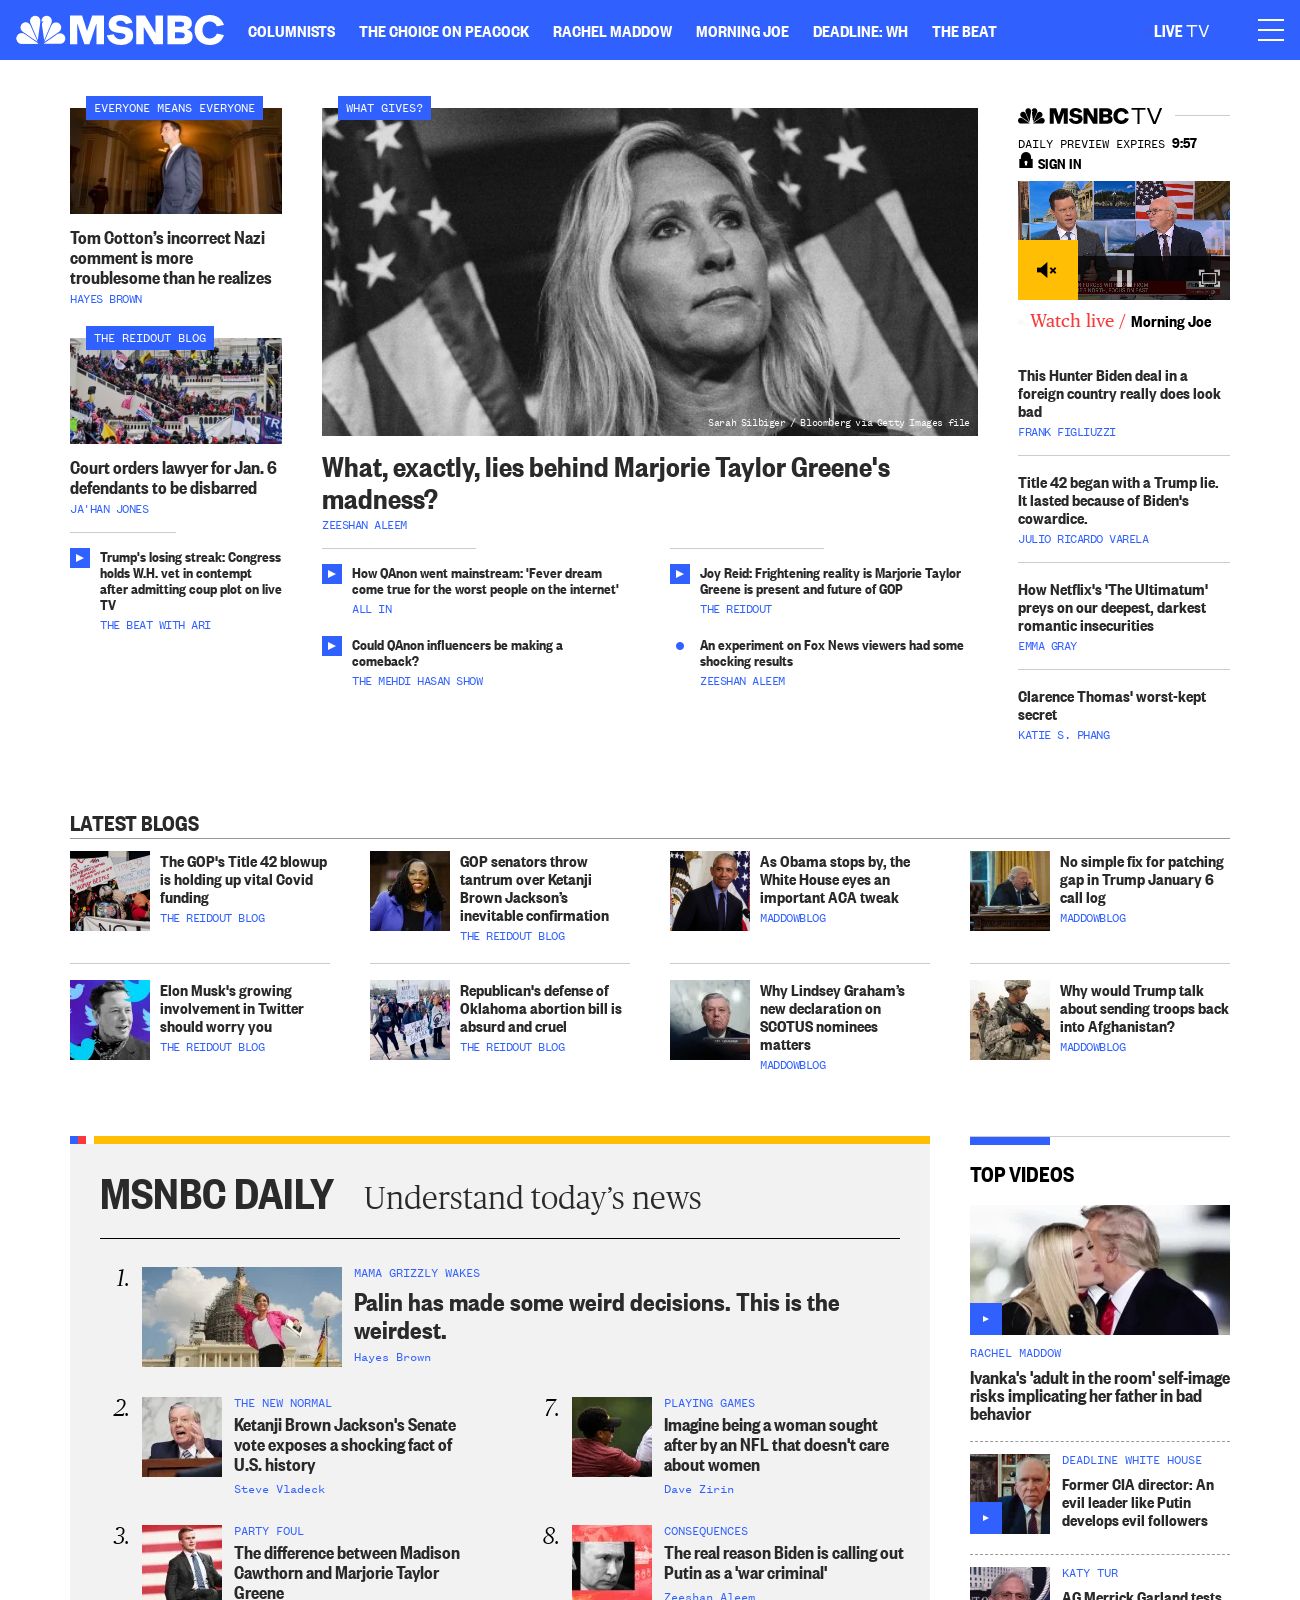 MSNBC
COLUMNISTS
THE CHOICE ON PEACOCK
RACHEL MADDOW
MORNING JOE
DEADLINE: WH
THE BEAT
LIVE TV
EVERYONE MEANS EVERYONE
Tom Cotton’s incorrect Nazi
comment is more
troublesome than he realizes
HAYES BROWN
THE REIDOUT BLOG
Court orders lawyer for Jan. 6
defendants to be disbarred
JA'HAN JONES
Trump's losing streak: Congress
holds W.H. vet in contempt
after admitting coup plot on live
TV
THE BEAT WITH ARI
WHAT GIVES?
Sarah Silbiger / Bloomberg via Getty Images file
What, exactly, lies behind Marjorie Taylor Greene's
madness?
ZEESHAN ALEEM
How QAnon went mainstream: 'Fever dream
come true for the worst people on the internet'
ALL IN
Could QAnon influencers be making a
comeback?
THE MEHDI HASAN SHOW
Joy Reid: Frightening reality is Marjorie Taylor
Greene is present and future of GOP
THE REIDOUT
An experiment on Fox News viewers had some
shocking results
ZEESHAN ALEEM
MSNBC TV
DAILY PREVIEW EXPIRES 9:57
SIGN IN
Watch live / Morning Joe
This Hunter Biden deal in a
foreign country really does look
bad
FRANK FIGLIUZZI
Title 42 began with a Trump lie.
It lasted because of Biden's
cowardice.
JULIO RICARDO VARELA
How Netflix's 'The Ultimatum'
preys on our deepest, darkest
romantic insecurities
EMMA GRAY
Clarence Thomas' worst-kept
secret
KATIE S. PHANG
LATEST BLOGS
The GOP's Title 42 blowup
is holding up vital Covid
funding
THE REIDOUT BLOG
GOP senators throw
tantrum over Ketanji
Brown Jackson’s
inevitable confirmation
THE REIDOUT BLOG
As Obama stops by, the
White House eyes an
important ACA tweak
MADDOWBLOG
No simple fix for patching
gap in Trump January 6
call log
MADDOWBLOG
Elon Musk's growing
involvement in Twitter
should worry you
THE REIDOUT BLOG
Republican's defense of
Oklahoma abortion bill is
absurd and cruel
THE REIDOUT BLOG
Why Lindsey Graham’s
new declaration on
SCOTUS nominees
matters
MADDOWBLOG
Why would Trump talk
about sending troops back
into Afghanistan?
MADDOWBLOG
MSNBC DAILY
Understand today’s news
1.
MAMA GRIZZLY WAKES
Palin has made some weird decisions. This is the
weirdest.
Hayes Brown
2.
THE NEW NORMAL
Ketanji Brown Jackson's Senate
vote exposes a shocking fact of
U.S. history
Steve Vladeck
3.
PARTY FOUL
The difference between Madison
Cawthorn and Marjorie Taylor
Greene
7.
PLAYING GAMES
Imagine being a woman sought
after by an NFL that doesn't care
about women
Dave Zirin
8.
CONSEQUENCES
The real reason Biden is calling out
Putin as a 'war criminal'
Zeeshan Aleem
TOP VIDEOS
RACHEL MADDOW
Ivanka's 'adult in the room' self-image
risks implicating her father in bad
behavior
DEADLINE WHITE HOUSE
Former CIA director: An
evil leader like Putin
develops evil followers
KATY TUR
AG Merrick Garland tests